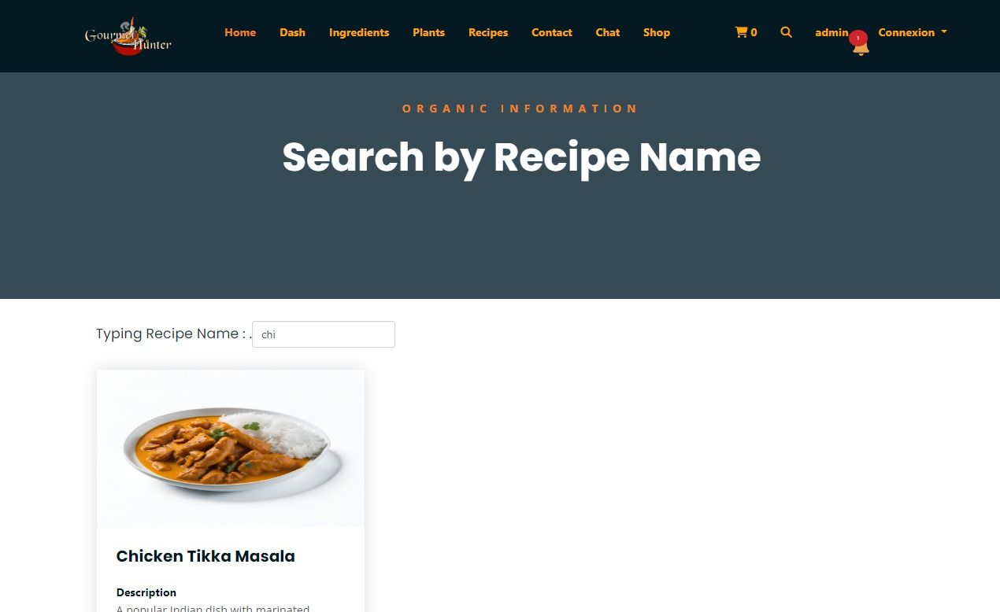 Gourmet Hunter
Home Dash Ingredients Plants Recipes Contact Chat Shop 0 admin 1 Connexion
ORGANIC INFORMATION
Search by Recipe Name
Typing Recipe Name : . chi
Chicken Tikka Masala
Description
A popular Indian dish with marinated